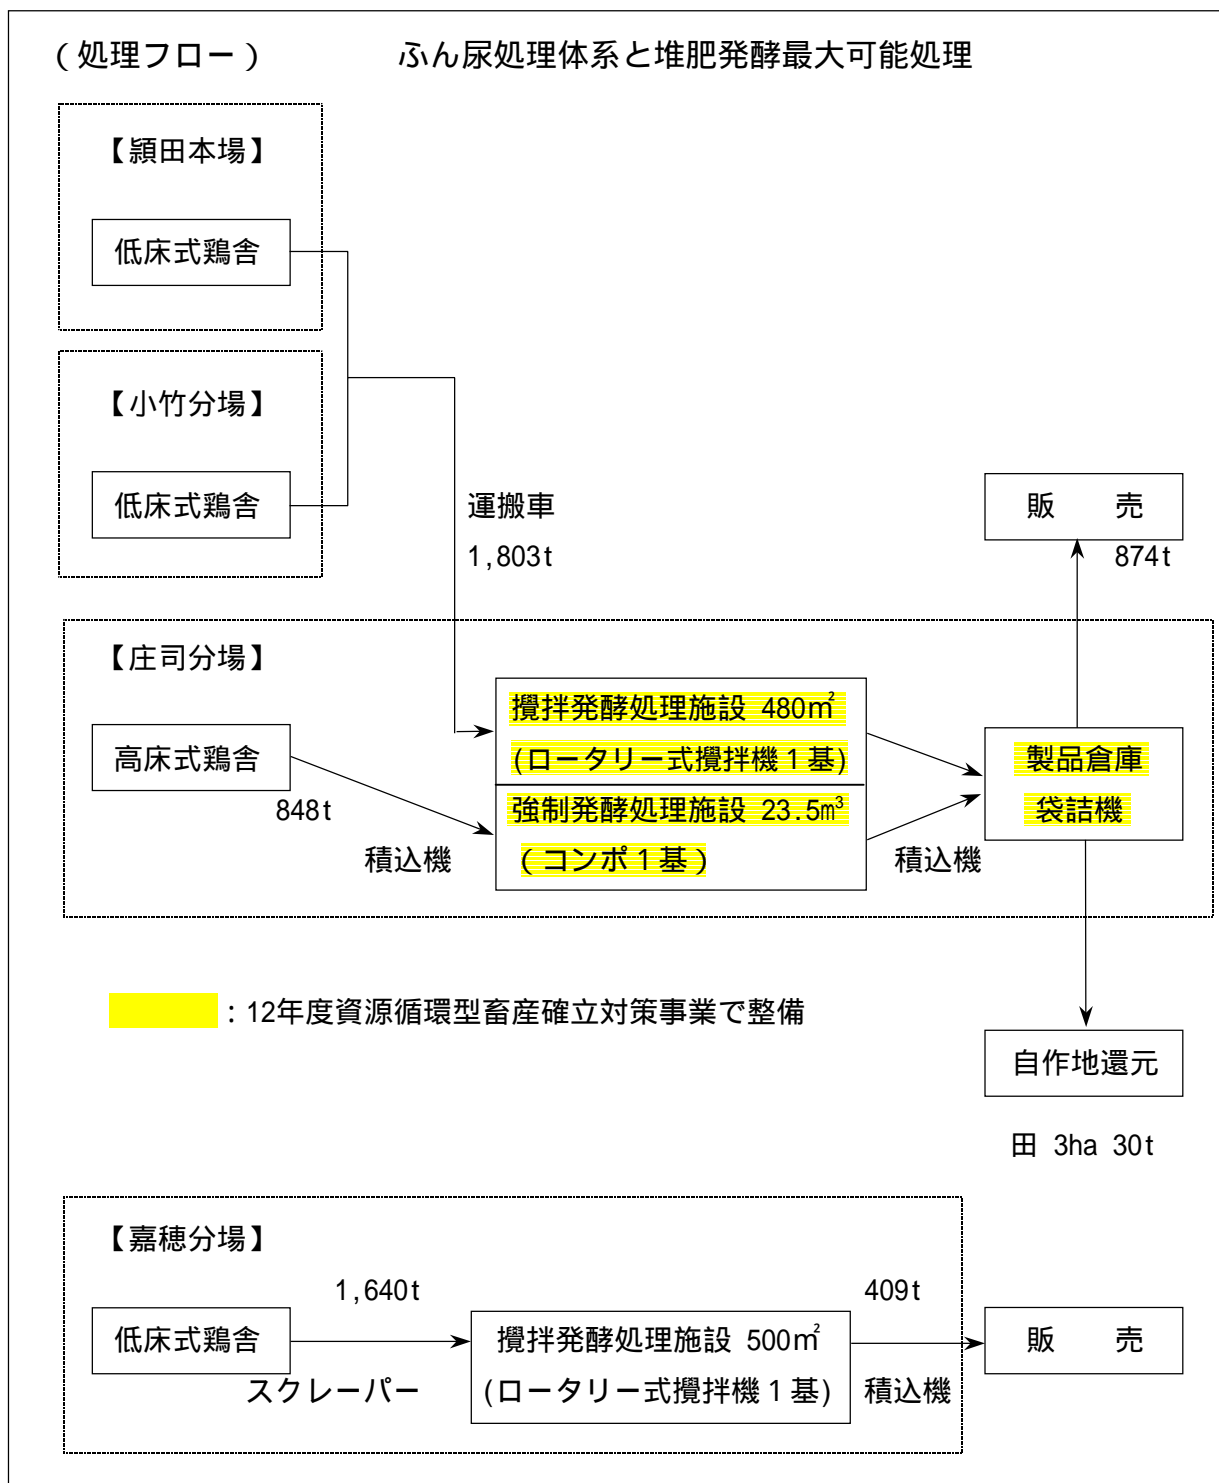 (処理フロー)　ふん尿処理体系と堆肥発酵最大可能処理
【頴田本場】
低床式鶏舎
【小竹分場】
低床式鶏舎
運搬車
1,803t
販　売
874t
【庄司分場】
高床式鶏舎
848t
積込機
攪拌発酵処理施設 480㎡
(ロータリー式攪拌機1基)
強制発酵処理施設 23.5m³
(コンポ1基)
積込機
製品倉庫
袋詰機
:12年度資源循環型畜産確立対策事業で整備
自作地還元
田 3ha 30t
【嘉穂分場】
低床式鶏舎
1,640t
スクレーパー
攪拌発酵処理施設 500㎡
(ロータリー式攪拌機1基)
409t
積込機
販　売